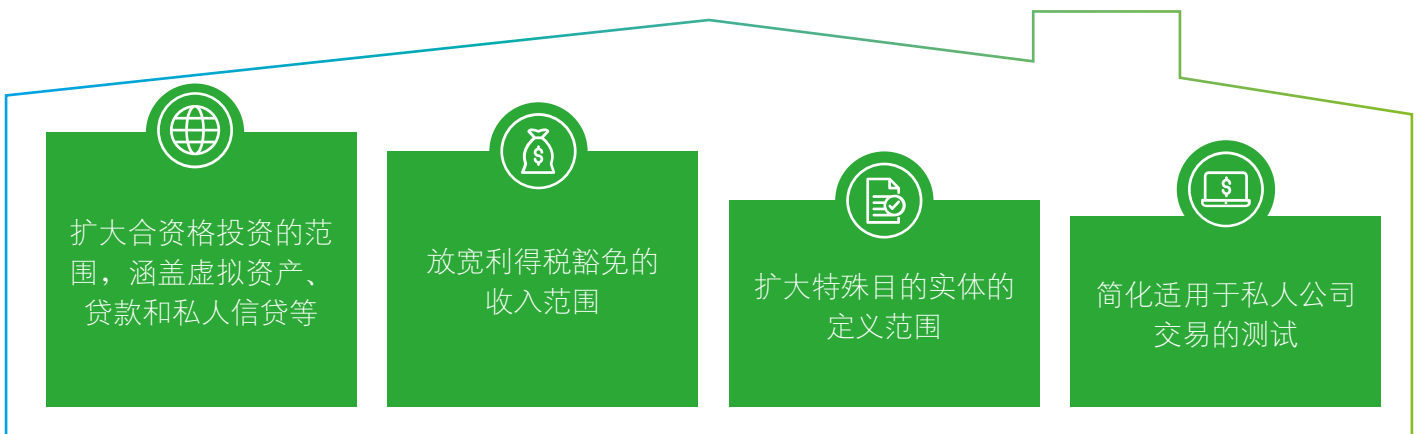 扩大合资格投资的范
围，涵盖虚拟资产、
贷款和私人信贷等
放宽利得税豁免的
收入范围
扩大特殊目的实体的
定义范围
简化适用于私人公司
交易的测试